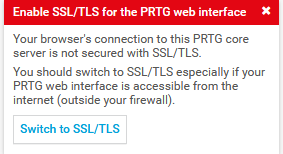 Enable SSL/TLS for the PRTG web interface ✖
Your browser's connection to this PRTG core
server is not secured with SSL/TLS.
You should switch to SSL/TLS especially if your
PRTG web interface is accessible from the
internet (outside your firewall).
Switch to SSL/TLS